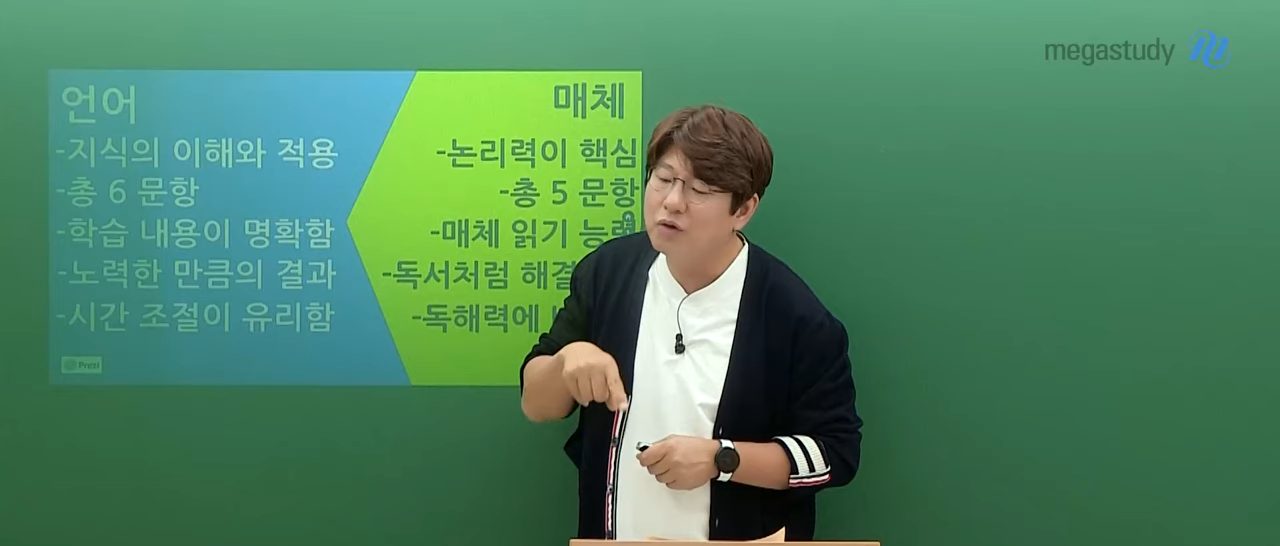 megastudy
언어
-지식의 이해와 적용
-총 6 문항
-학습 내용이 명확함
-노력한 만큼의 결과
-시간 조절이 유리함
Prezi
매체
-논리력이 핵심
-총 5 문항
-매체 읽기 능력
-독서처럼 해결
-독해력에